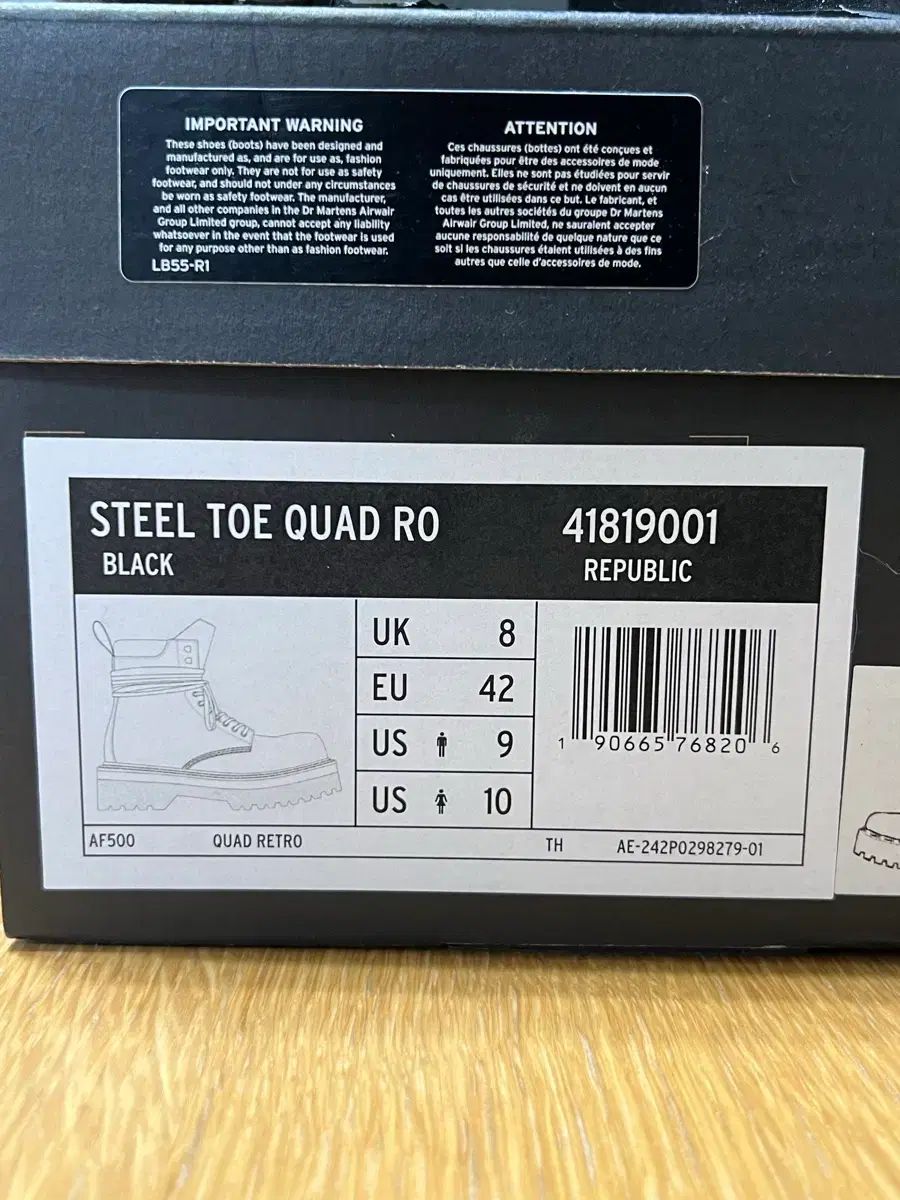 IMPORTANT WARNING
These shoes (boots) have been designed and
manufactured as, and are for use as, fashion
footwear only. They are not for use as safety
footwear, and should not under any circumstances
be worn as safety footwear. The manufacturer,
and all other companies in the Dr Martens Airwair
Group Limited group, cannot accept any liability
whatsoever in the event that the footwear is used
for any purpose other than as fashion footwear.
LB55-R1
ATTENTION
Ces chaussures (bottes) ont été conçues et
fabriquées pour être des accessoires de mode
uniquement. Elles ne sont pas étudiées pour servir
de chaussures de sécurité et ne doivent en aucun
cas être utilisées dans ce but. Le fabricant, et
toutes les autres sociétés du groupe Dr Martens
Airwair Group Limited, ne sauraient accepter
aucune responsabilité de quelque nature que ce
soit si les chaussures étaient utilisées à des fins
autres que celle d'accessoires de mode.
STEEL TOE QUAD RO 41819001
BLACK REPUBLIC
UK 8
EU 42
US 9
US 10
1 90665 76820 6
AF500 QUAD RETRO TH AE-242P0298279-01